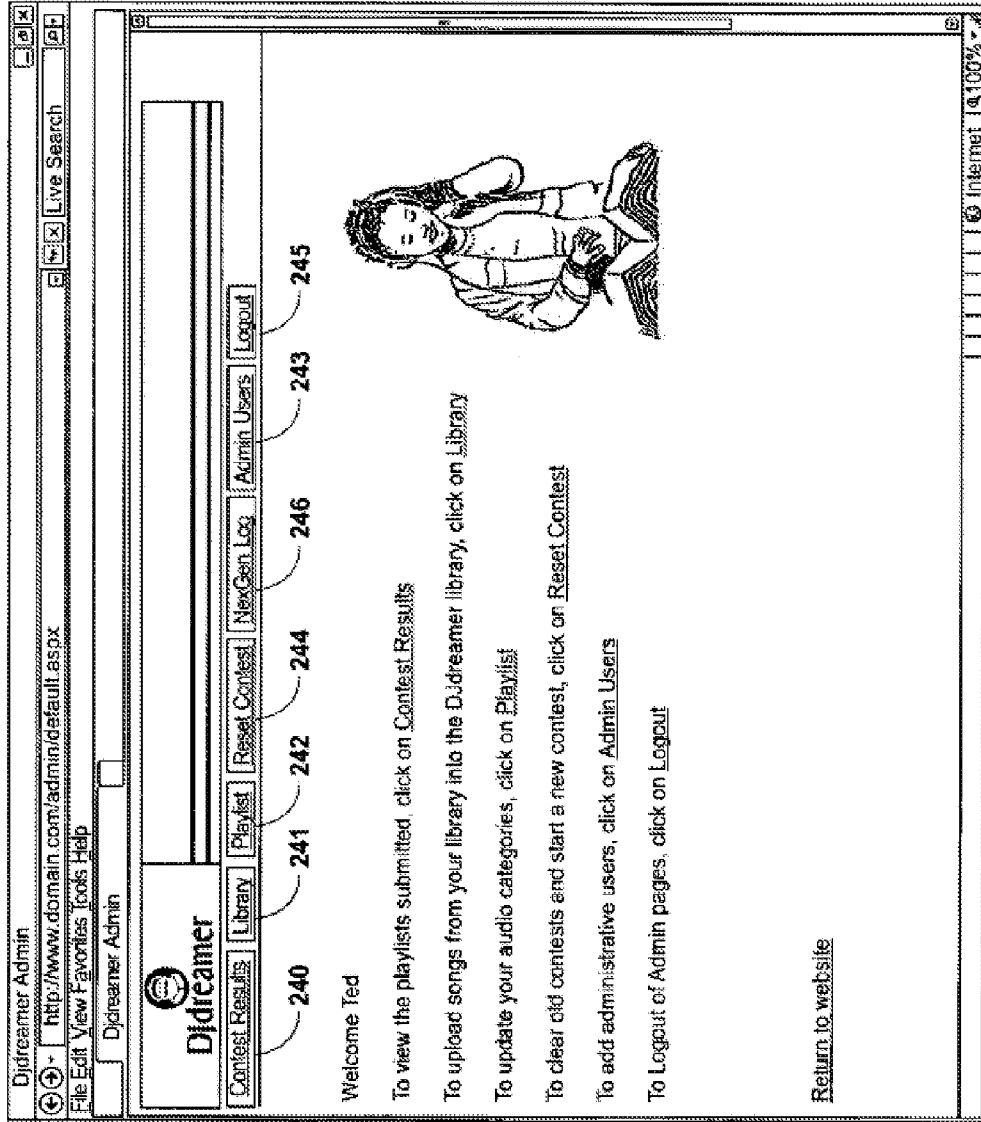 Djdreamer Admin
http://www.domain.com/admin/default.aspx
Live Search
File Edit View Favorites Tools Help
Djdreamer Admin
Djdreamer
Contest Results Library Playlist Reset Contest NexGen Log Admin Users Logout
240 241 242 244 246 243 245
Welcome Ted
To view the playlists submitted, click on Contest Results
To upload songs from your library into the DJdreamer library, click on Library
To update your audio categories, click on Playlist
To clear old contests and start a new contest, click on Reset Contest
To add administrative users, click on Admin Users
To Logout of Admin pages, click on Logout
Return to website
Internet 100%